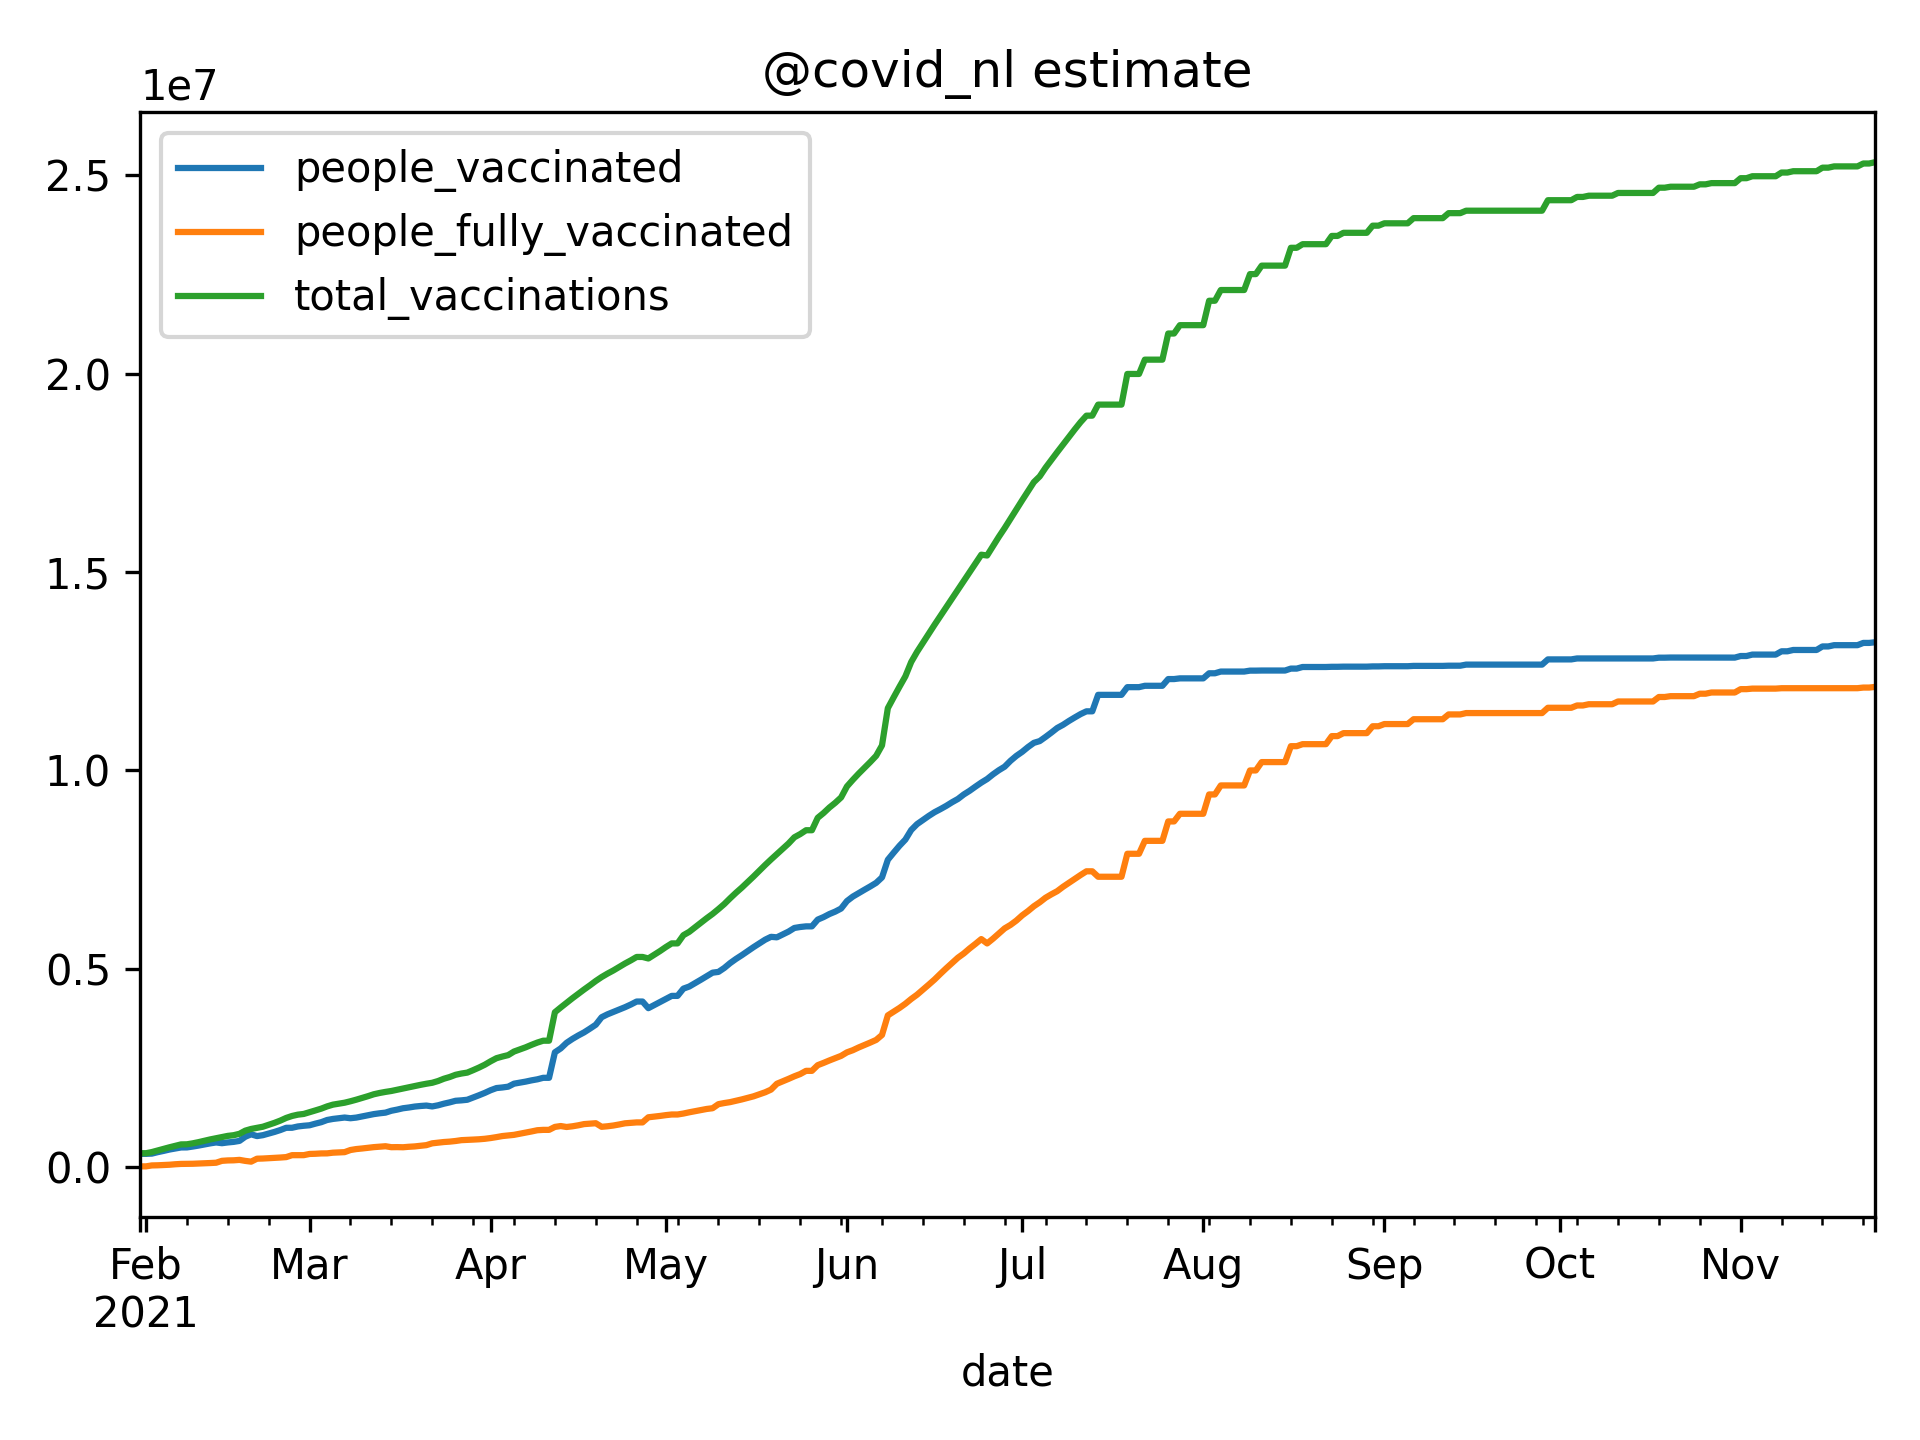 @covid_nl estimate
1e7
people_vaccinated
people_fully_vaccinated
total_vaccinations
2.5
2.0
1.5
1.0
0.5
0.0
Feb Mar Apr May Jun Jul Aug Sep Oct Nov
2021
date